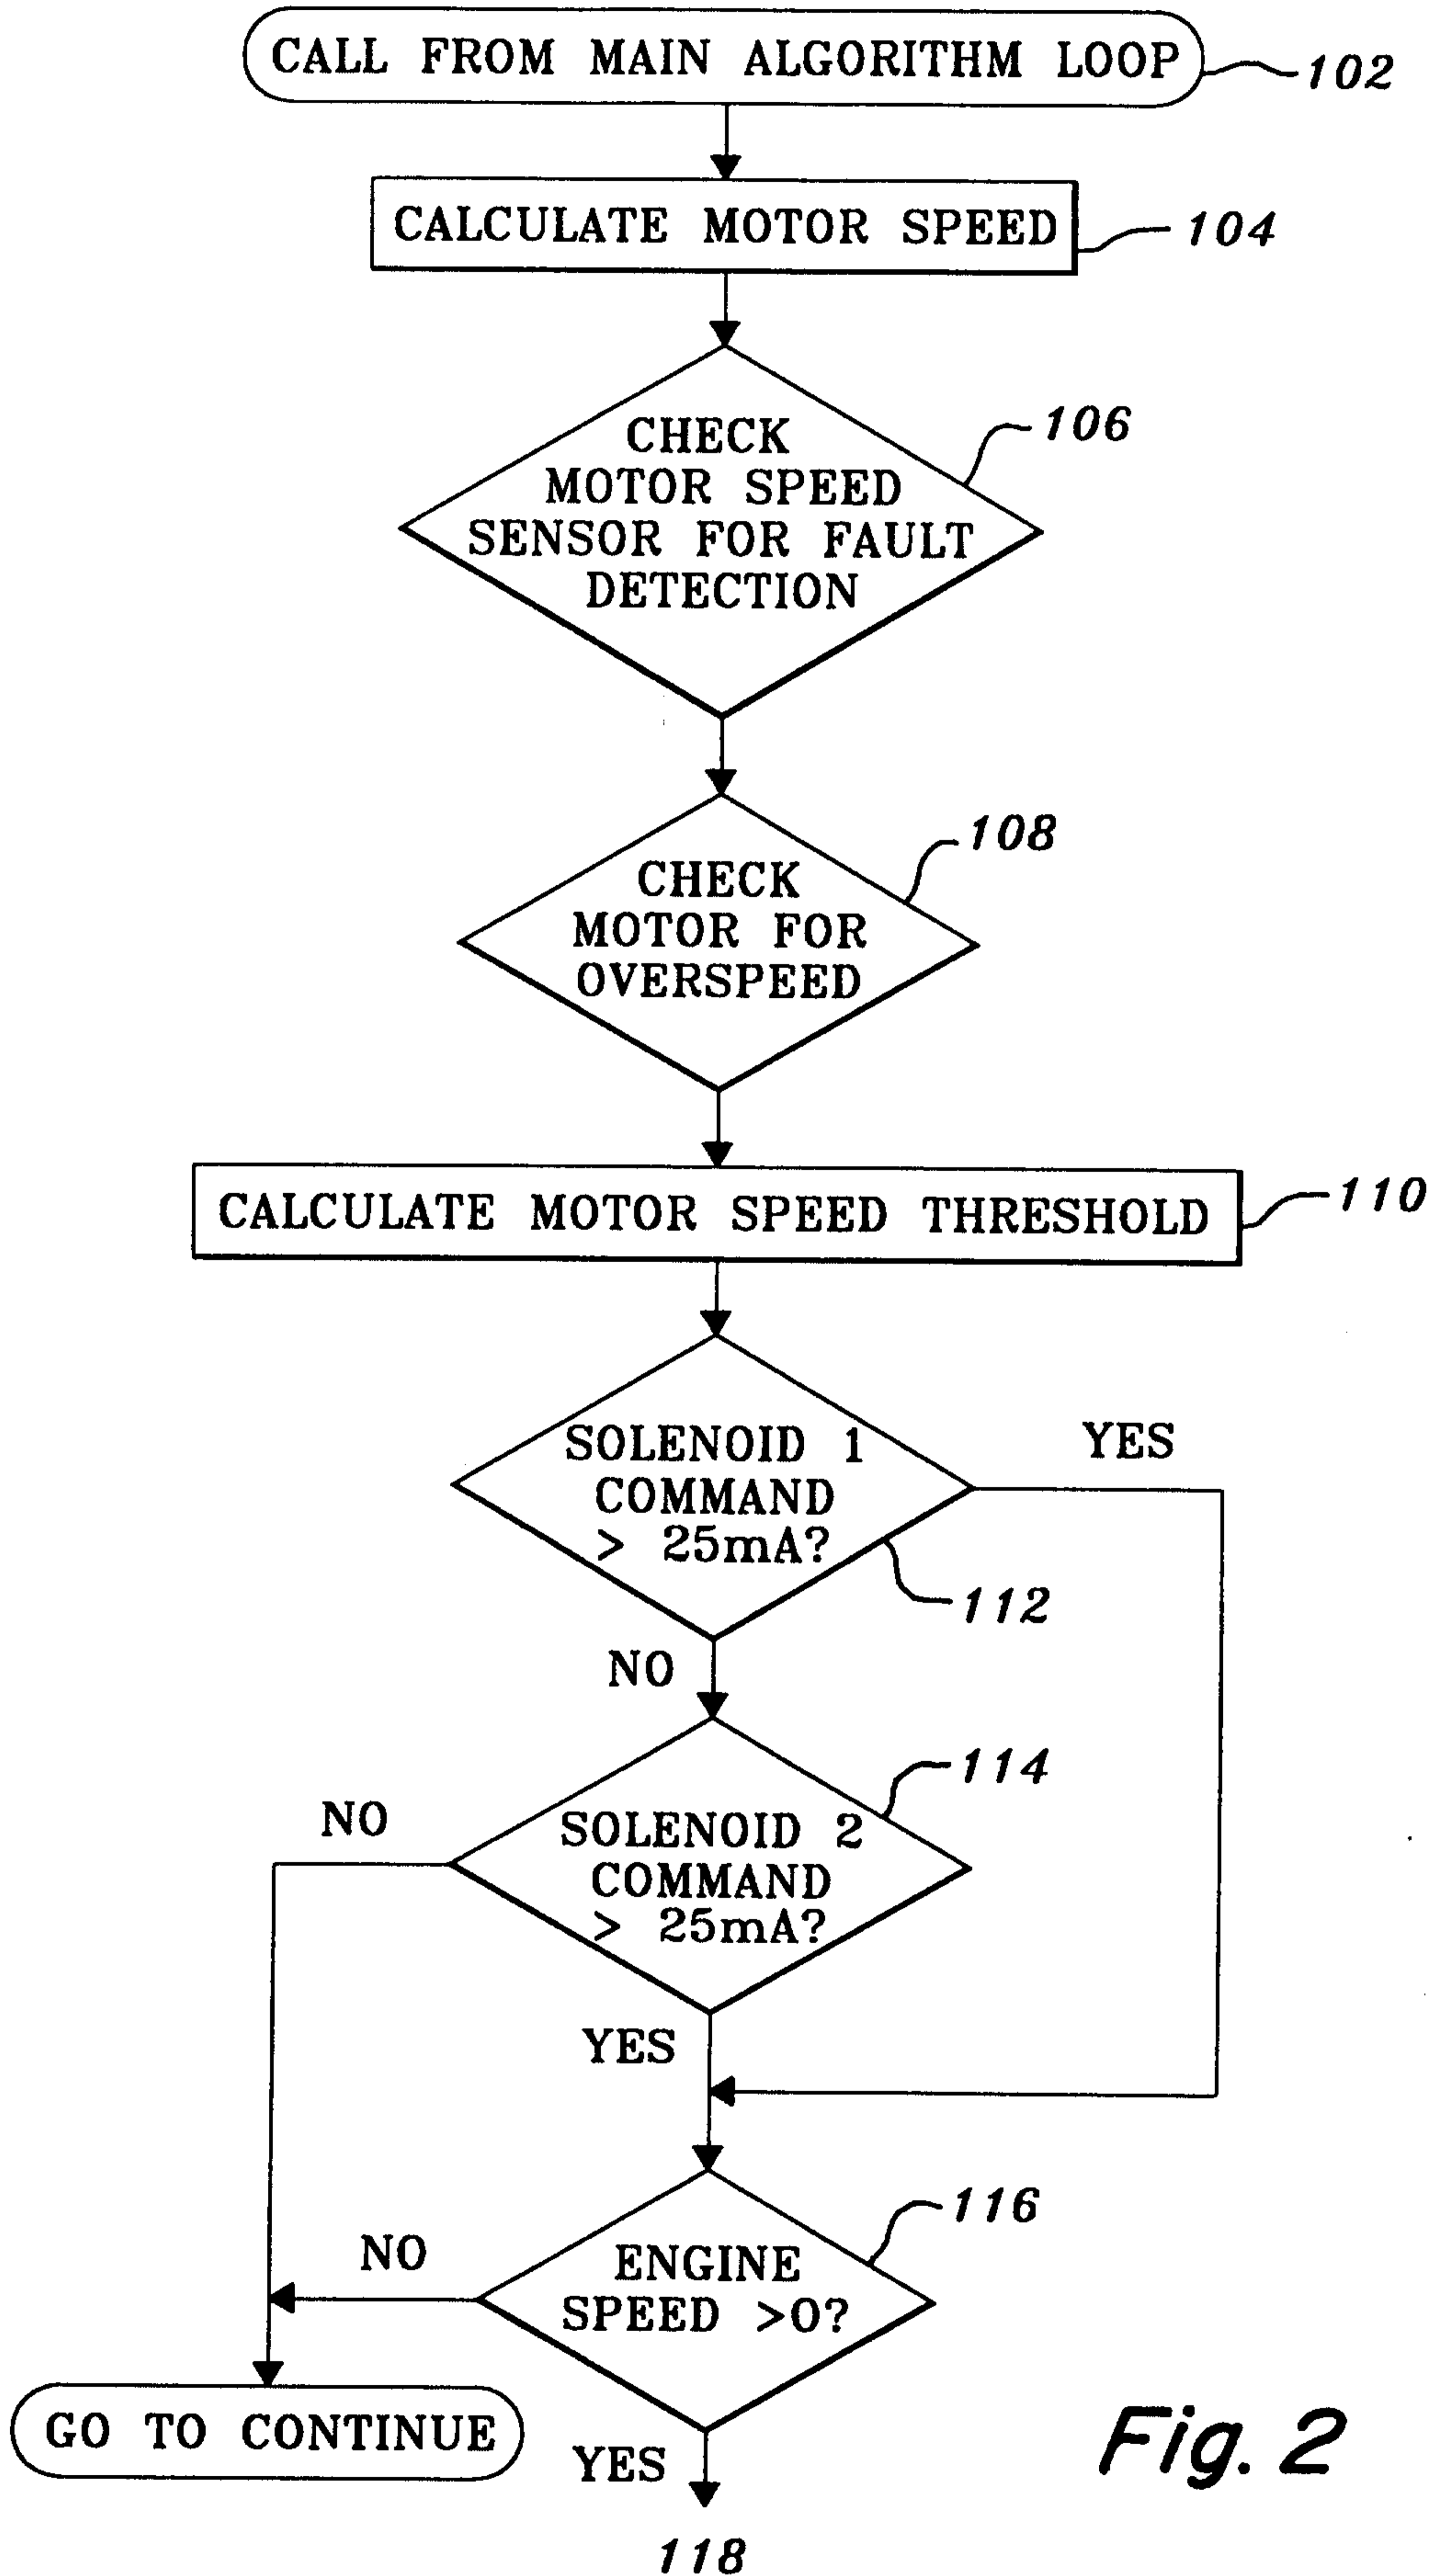 CALL FROM MAIN ALGORITHM LOOP
102
CALCULATE MOTOR SPEED
104
CHECK
MOTOR SPEED
SENSOR FOR FAULT
DETECTION
106
CHECK
MOTOR FOR
OVERSPEED
108
CALCULATE MOTOR SPEED THRESHOLD
110
SOLENOID 1
COMMAND
> 25mA?
YES
112
NO
SOLENOID 2
COMMAND
> 25mA?
114
NO
YES
ENGINE
SPEED >0?
116
NO
GO TO CONTINUE
YES
118
Fig. 2